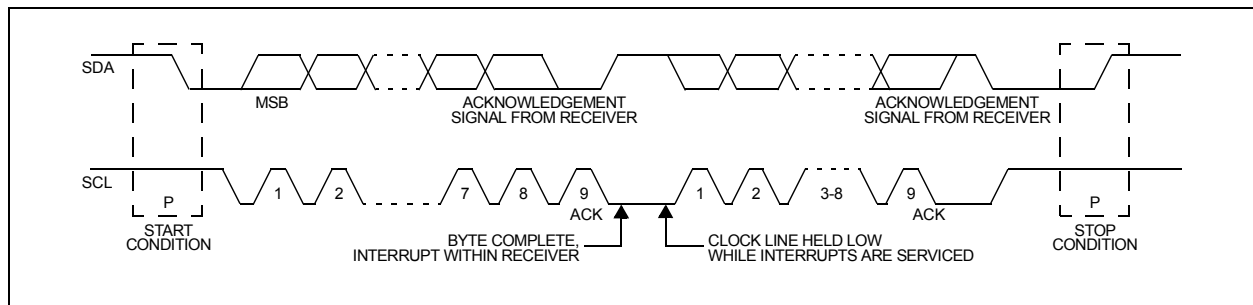 SDA
MSB
ACKNOWLEDGEMENT
SIGNAL FROM RECEIVER
ACKNOWLEDGEMENT
SIGNAL FROM RECEIVER
SCL
P
1
2
7
8
9
1
2
3-8
9
P
ACK
ACK
START
CONDITION
BYTE COMPLETE,
INTERRUPT WITHIN RECEIVER
CLOCK LINE HELD LOW
WHILE INTERRUPTS ARE SERVICED
STOP
CONDITION